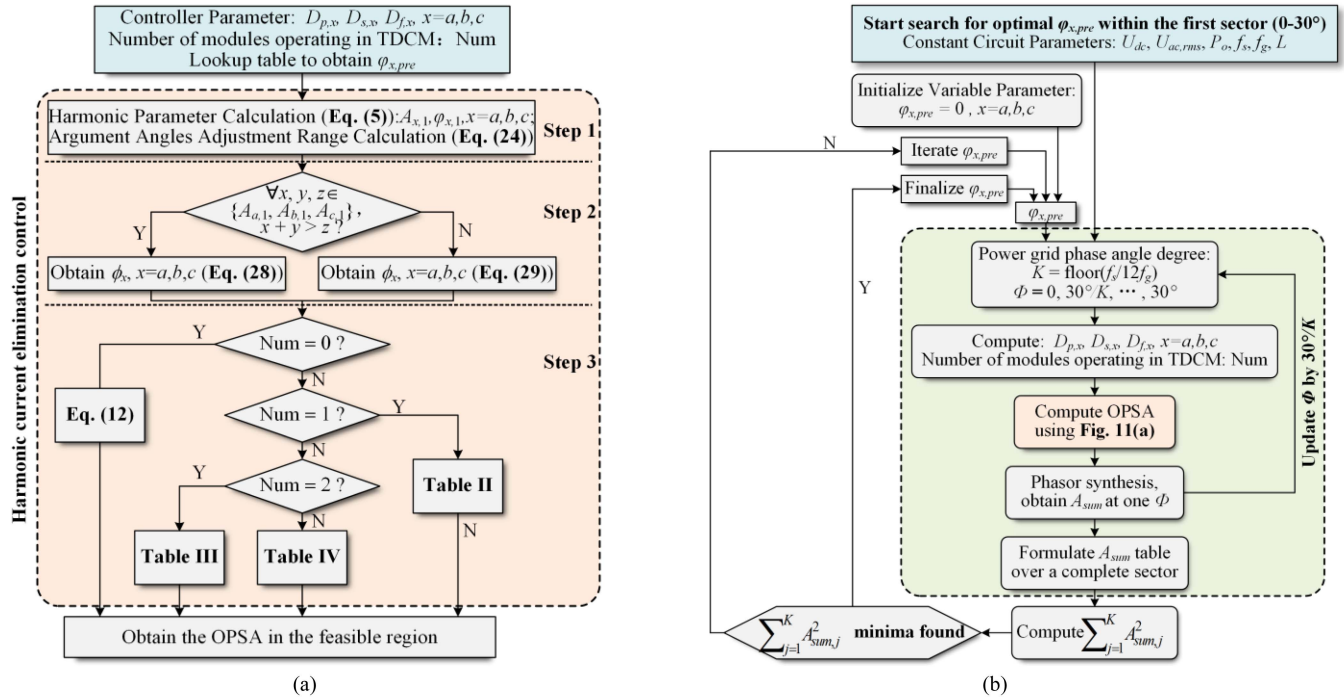 Controller Parameter: D_{p,x}, D_{s,x}, D_{f,x}, x=a,b,c
Number of modules operating in TDCM：Num
Lookup table to obtain φ_{x,pre}
Harmonic current elimination control
Harmonic Parameter Calculation (Eq. (5)):A_{x,1},φ_{x,1},x=a,b,c;
Argument Angles Adjustment Range Calculation (Eq. (24))
Step 1
∀x, y, z∈
{A_{a,1}, A_{b,1}, A_{c,1}}，
x + y > z ?
Y
N
Step 2
Obtain ϕ_x, x=a,b,c (Eq. (28))
Obtain ϕ_x, x=a,b,c (Eq. (29))
Y
Num = 0 ?
Step 3
N
Eq. (12)
Num = 1 ?
Y
N
Y
Num = 2 ?
Table II
N
N
Table III
Table IV
Obtain the OPSA in the feasible region
(a)
Start search for optimal φ_{x,pre} within the first sector (0-30°)
Constant Circuit Parameters: U_{dc}, U_{ac,rms}, P_o, f_s, f_g, L
Initialize Variable Parameter:
φ_{x,pre} = 0 , x=a,b,c
N
Iterate φ_{x,pre}
Finalize φ_{x,pre}
φ_{x,pre}
Power grid phase angle degree:
K = floor(f_s/12f_g)
Φ = 0, 30°/K, ⋯ , 30°
Y
Compute: D_{p,x}, D_{s,x}, D_{f,x}, x=a,b,c
Number of modules operating in TDCM: Num
Update Φ by 30°/K
Compute OPSA
using Fig. 11(a)
Phasor synthesis,
obtain A_{sum} at one Φ
Formulate A_{sum} table
over a complete sector
∑_{j=1}^{K} A_{sum,j}^2 minima found
Compute ∑_{j=1}^{K} A_{sum,j}^2
(b)